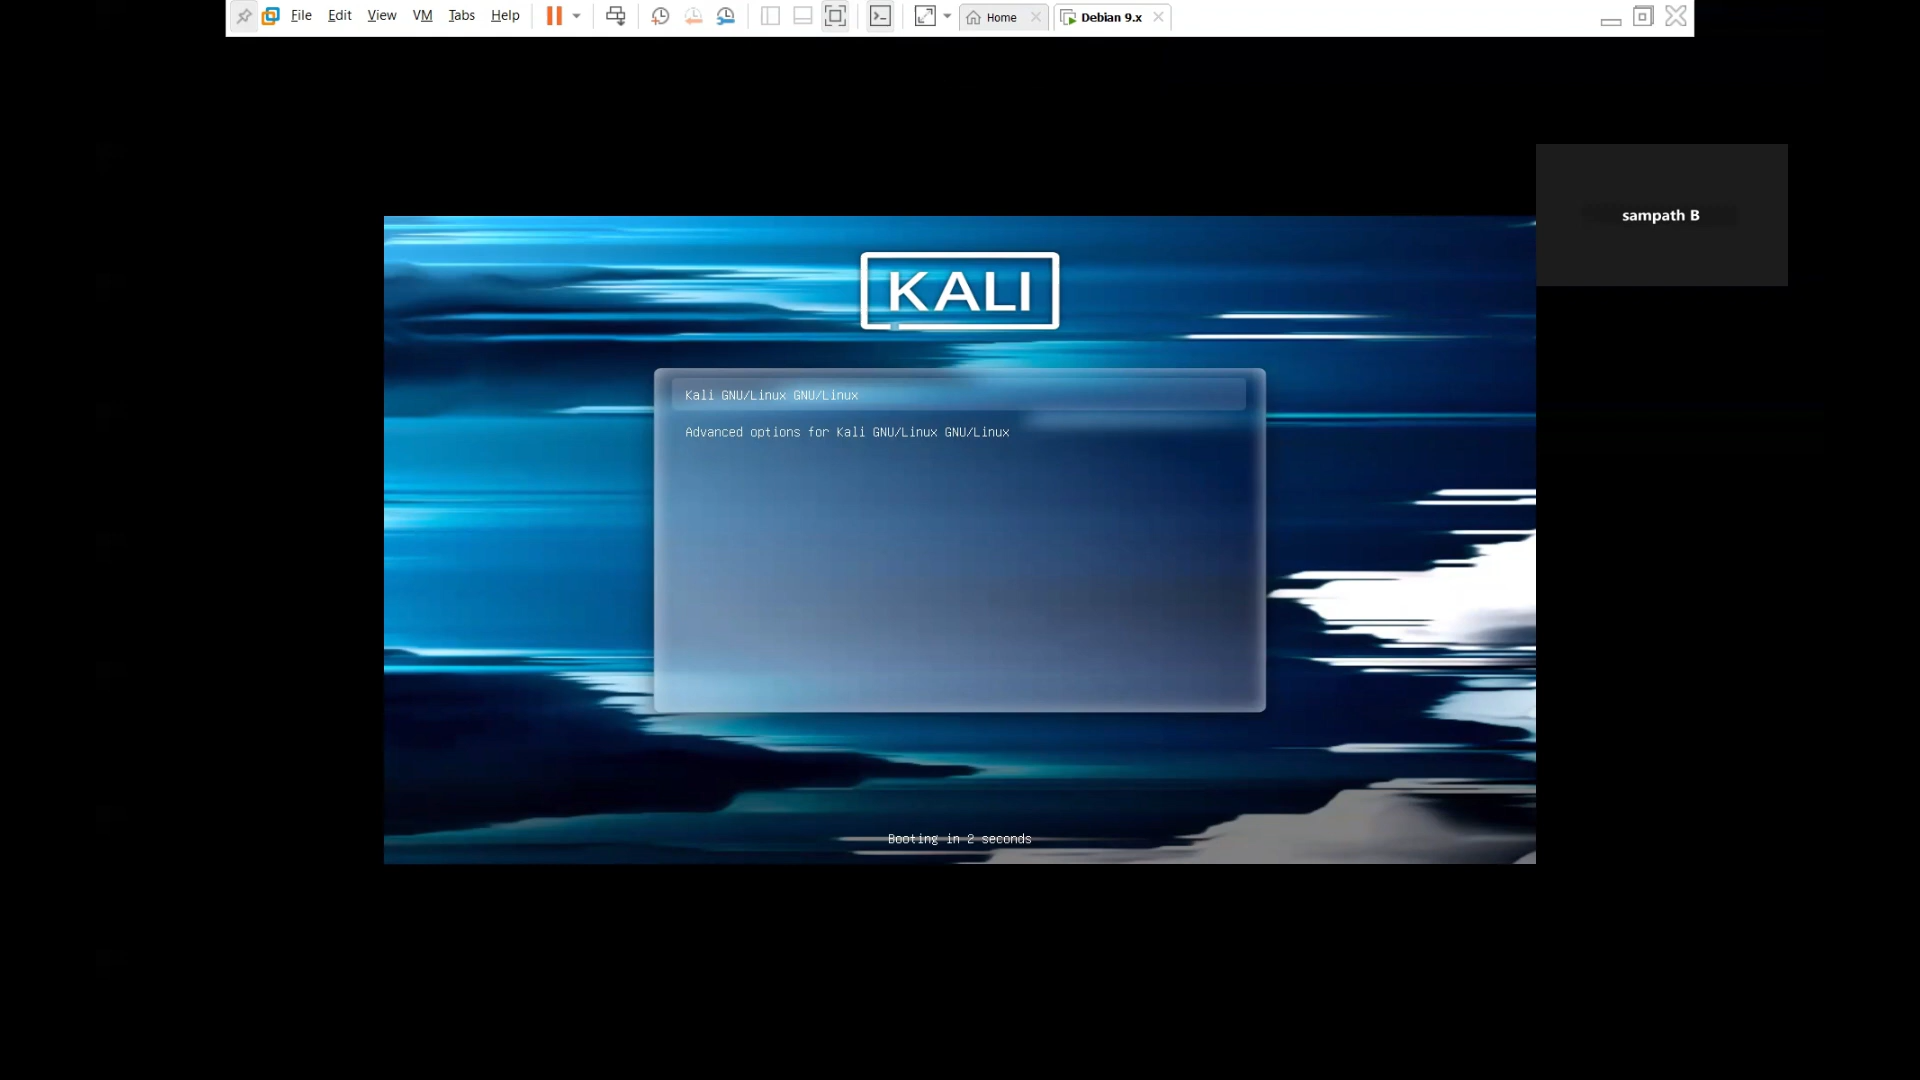 File Edit View VM Tabs Help Home Debian 9.x
sampath B
KALI
Kali GNU/Linux GNU/Linux
Advanced options for Kali GNU/Linux GNU/Linux
Booting in 2 seconds